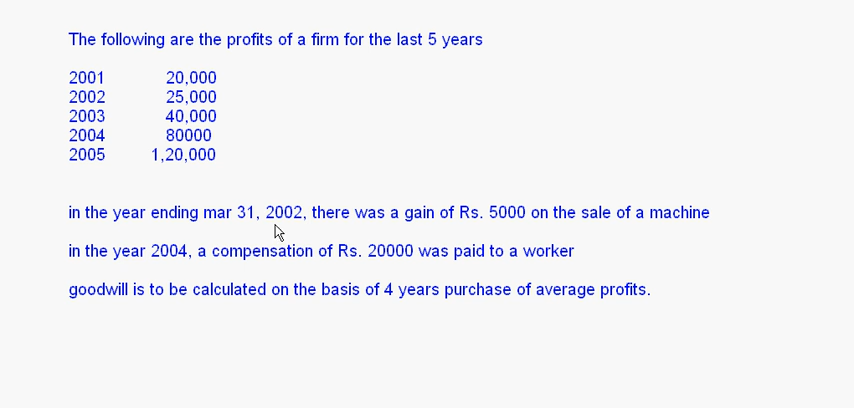 The following are the profits of a firm for the last 5 years
2001 20,000
2002 25,000
2003 40,000
2004 80000
2005 1,20,000
in the year ending mar 31, 2002, there was a gain of Rs. 5000 on the sale of a machine
in the year 2004, a compensation of Rs. 20000 was paid to a worker
goodwill is to be calculated on the basis of 4 years purchase of average profits.